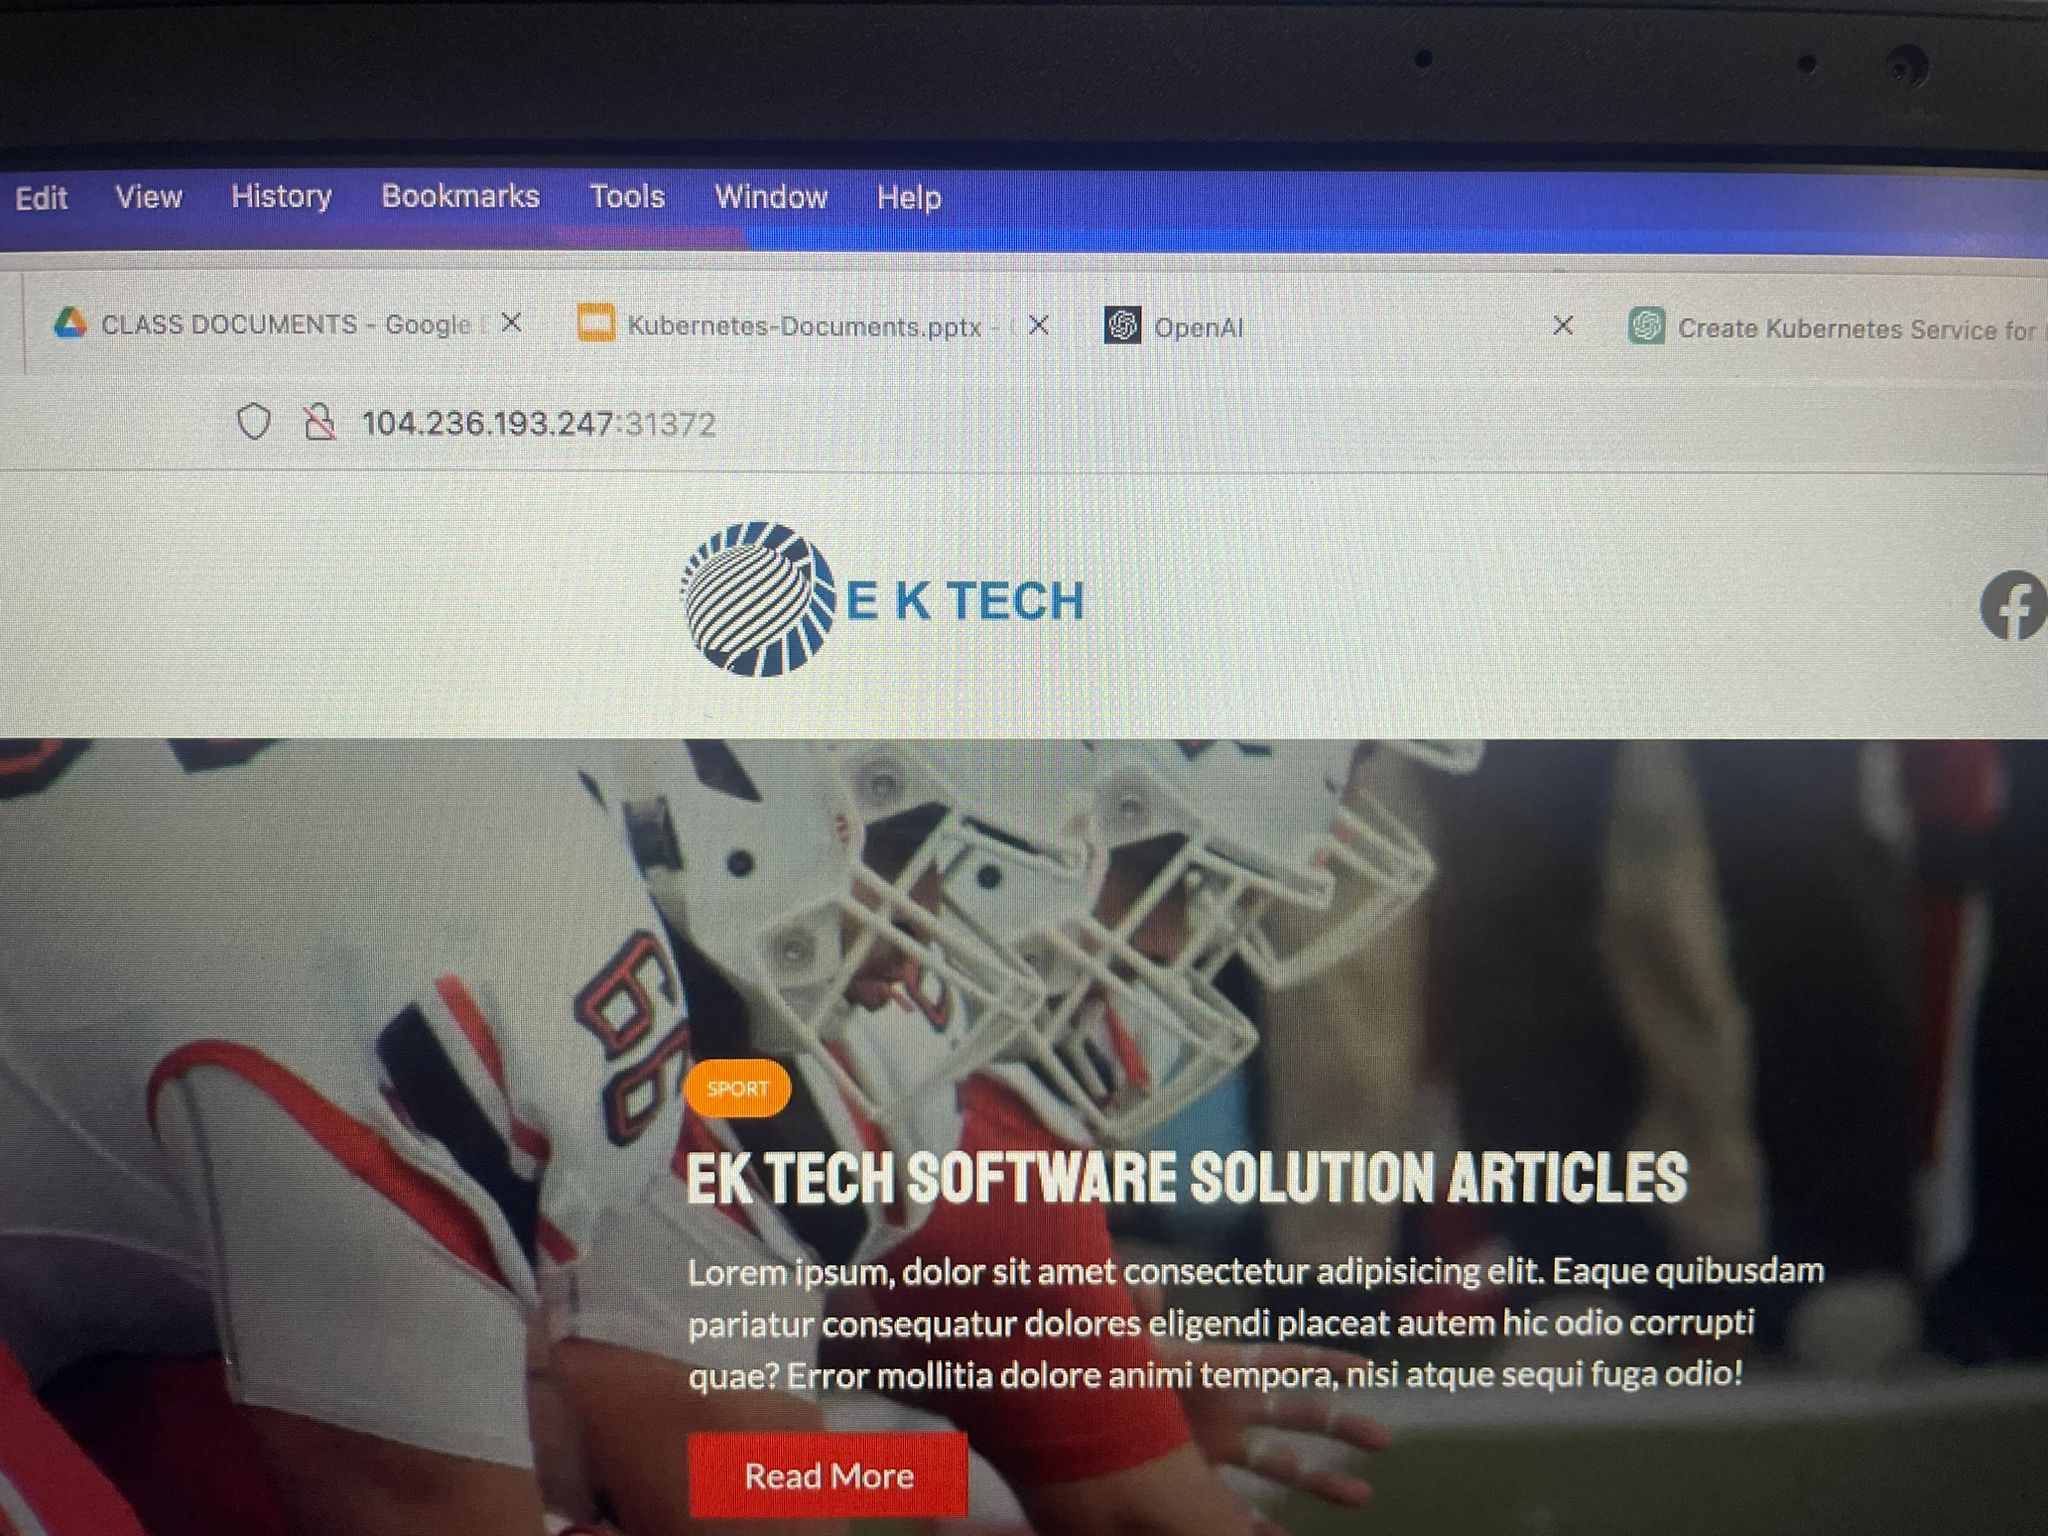 Edit View History Bookmarks Tools Window Help
CLASS DOCUMENTS - Google
Kubernetes-Documents.pptx -
OpenAI
Create Kubernetes Service for
104.236.193.247:31372
E K TECH
66
SPORT
EK TECH SOFTWARE SOLUTION ARTICLES
Lorem ipsum, dolor sit amet consectetur adipisicing elit. Eaque quibusdam
pariatur consequatur dolores eligendi placeat autem hic odio corrupti
quae? Error mollitia dolore animi tempora, nisi atque sequi fuga odio!
Read More